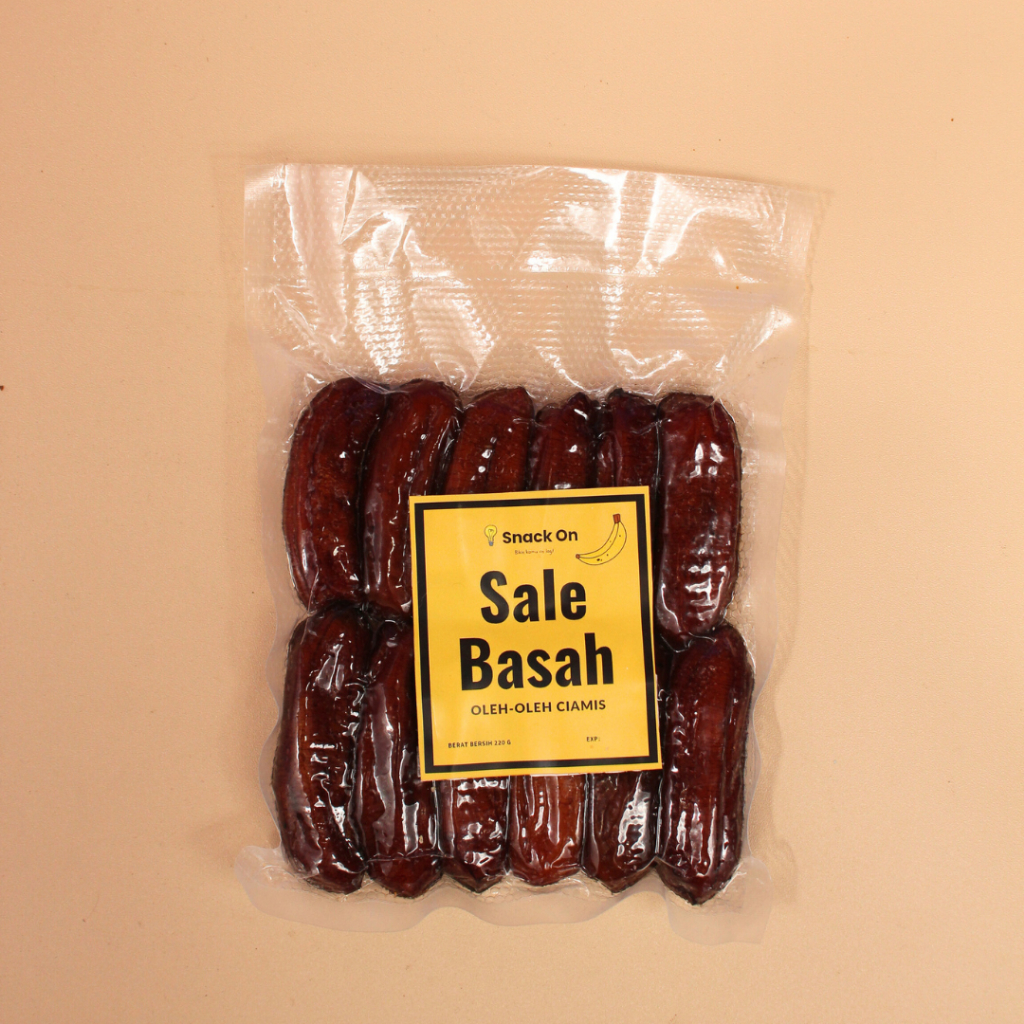 Snack On
Sale
Basah
OLEH-OLEH CIAMIS
BERAT BERSIH 220 G
EXP: